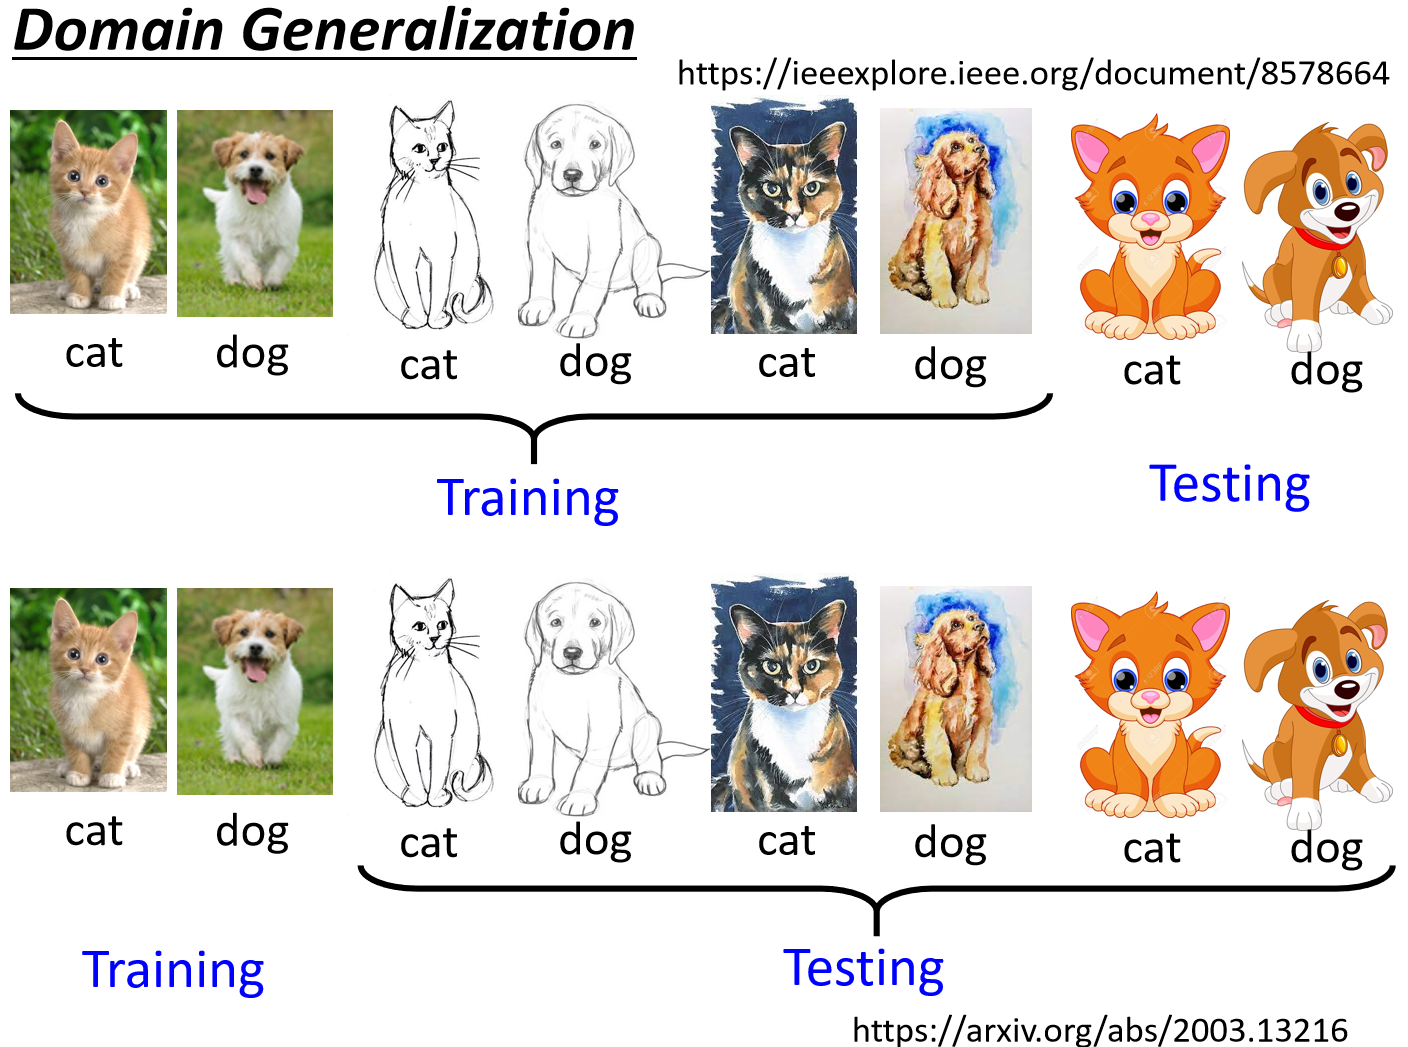 Domain Generalization
https://ieeexplore.ieee.org/document/8578664
cat dog cat dog cat dog cat dog
Training
Testing
cat dog cat dog cat dog cat dog
Training
Testing
https://arxiv.org/abs/2003.13216